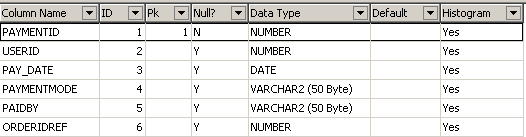 Column Name ID Pk Null? Data Type Default Histogram
PAYMENTID 1 1 N NUMBER Yes
USERID 2 Y NUMBER Yes
PAY_DATE 3 Y DATE Yes
PAYMENTMODE 4 Y VARCHAR2 (50 Byte) Yes
PAIDBY 5 Y VARCHAR2 (50 Byte) Yes
ORDERIDREF 6 Y NUMBER Yes